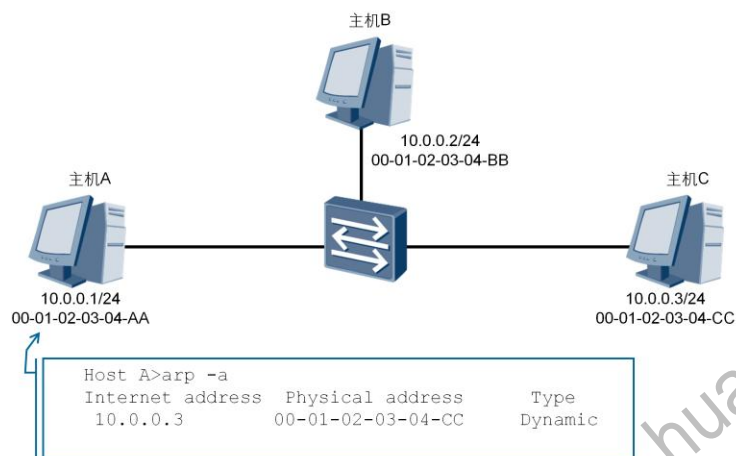 主机B
10.0.0.2/24
00-01-02-03-04-BB
主机A
主机C
10.0.0.1/24
00-01-02-03-04-AA
10.0.0.3/24
00-01-02-03-04-CC
Host A>arp -a
Internet address Physical address Type
10.0.0.3 00-01-02-03-04-CC Dynamic
hua